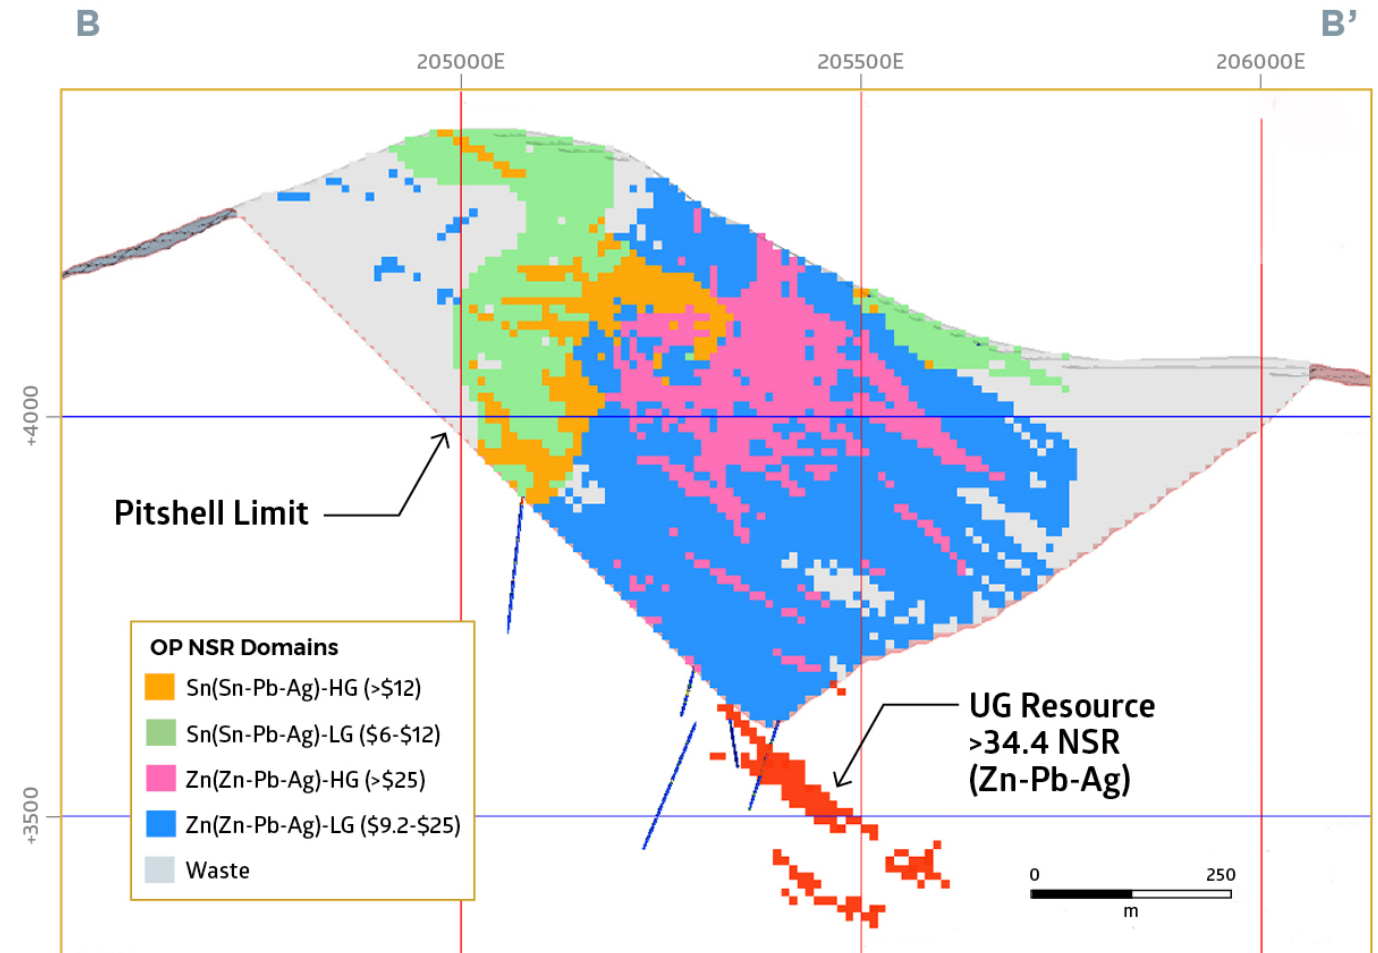 B
B’
205000E
205500E
206000E
+4000
+3500
Pitshell Limit
OP NSR Domains
Sn(Sn-Pb-Ag)-HG (>$12)
Sn(Sn-Pb-Ag)-LG ($6-$12)
Zn(Zn-Pb-Ag)-HG (>$25)
Zn(Zn-Pb-Ag)-LG ($9.2-$25)
Waste
UG Resource
>34.4 NSR
(Zn-Pb-Ag)
0
250
m